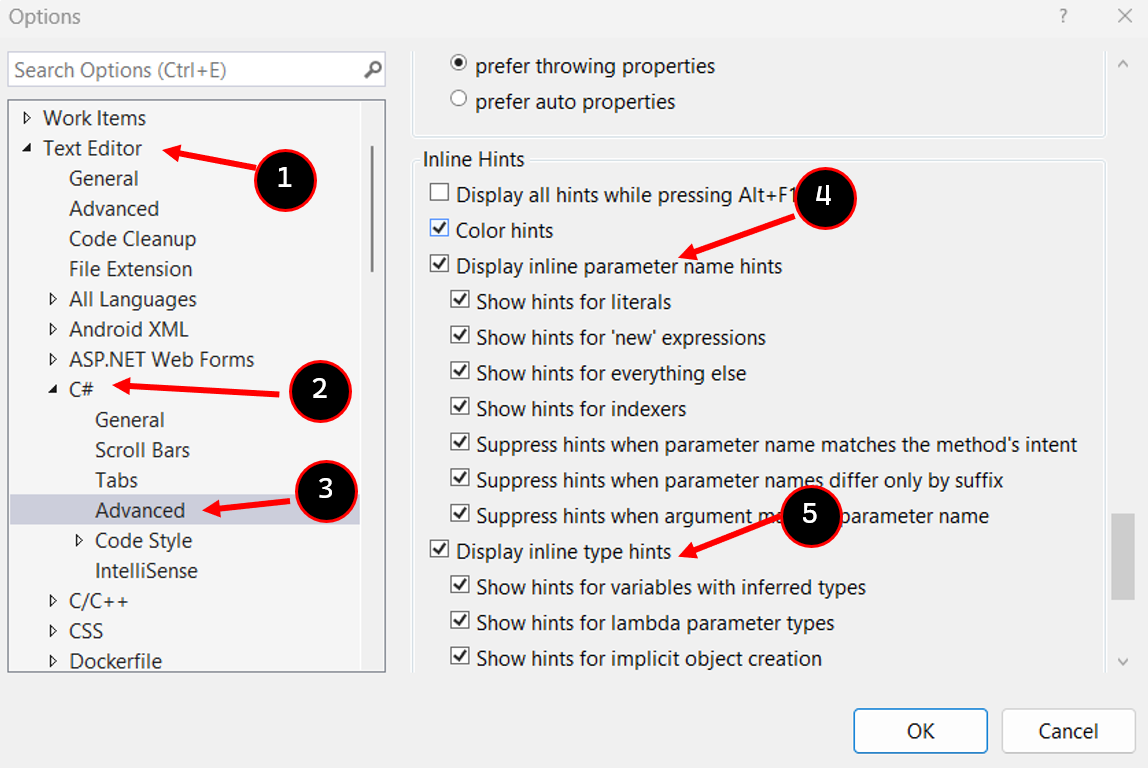 Options
?
Search Options (Ctrl+E)
Work Items
Text Editor
General
Advanced
Code Cleanup
File Extension
All Languages
Android XML
ASP.NET Web Forms
C#
General
Scroll Bars
Tabs
Advanced
Code Style
IntelliSense
C/C++
CSS
Dockerfile
1
2
3
prefer throwing properties
prefer auto properties
Inline Hints
Display all hints while pressing
Color hints
Display inline parameter name hints
Show hints for literals
Show hints for 'new' expressions
Show hints for everything else
Show hints for indexers
Suppress hints when parameter name matches the method's intent
Suppress hints when parameter names differ only by suffix
Suppress hints when argument parameter name
Display inline type hints
Show hints for variables with inferred types
Show hints for lambda parameter types
Show hints for implicit object creation
4
5
OK
Cancel